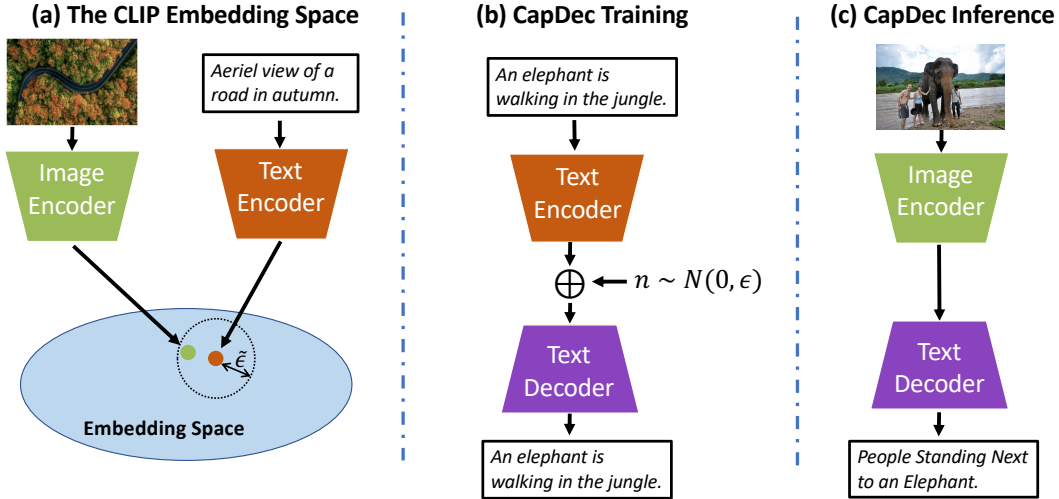 (a) The CLIP Embedding Space
Aeriel view of a
road in autumn.
Image
Encoder
Text
Encoder
ϵ̃
Embedding Space
(b) CapDec Training
An elephant is
walking in the jungle.
Text
Encoder
n ~ N(0, ϵ)
Text
Decoder
An elephant is
walking in the jungle.
(c) CapDec Inference
Image
Encoder
Text
Decoder
People Standing Next
to an Elephant.